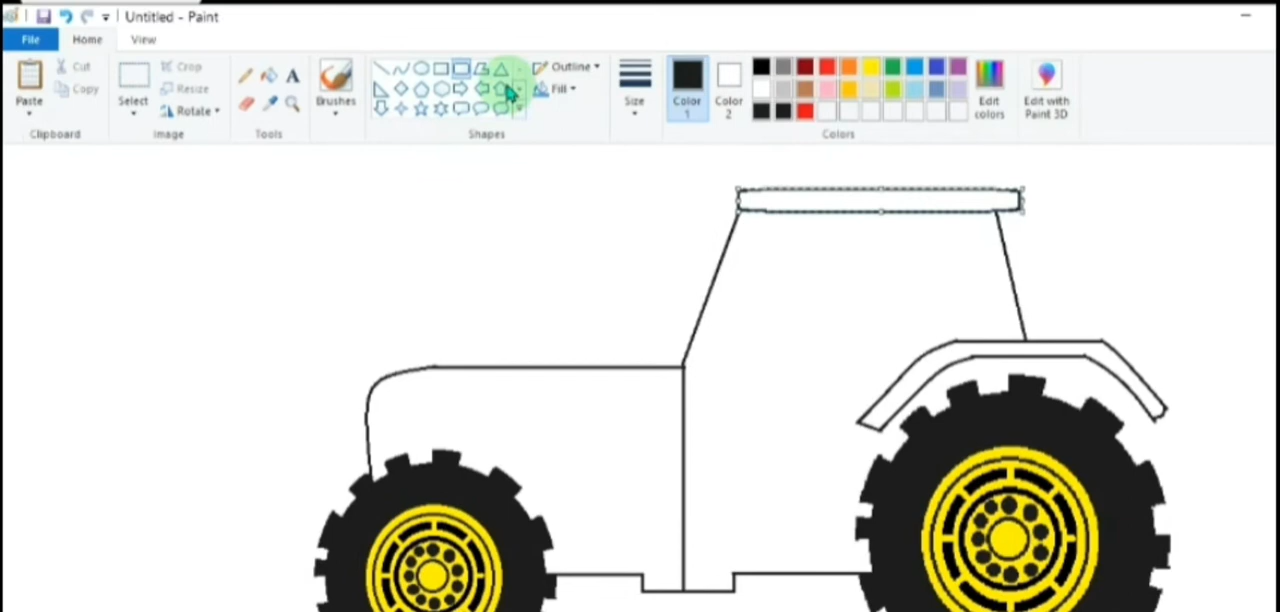 Untitled - Paint
File Home View
Cut
Copy
Paste
Clipboard
Select
Crop
Resize
Rotate
Image
A
Tools
Brushes
Shapes
Outline
Fill
Size
Color 1
Color 2
Colors
Edit colors
Edit with Paint 3D